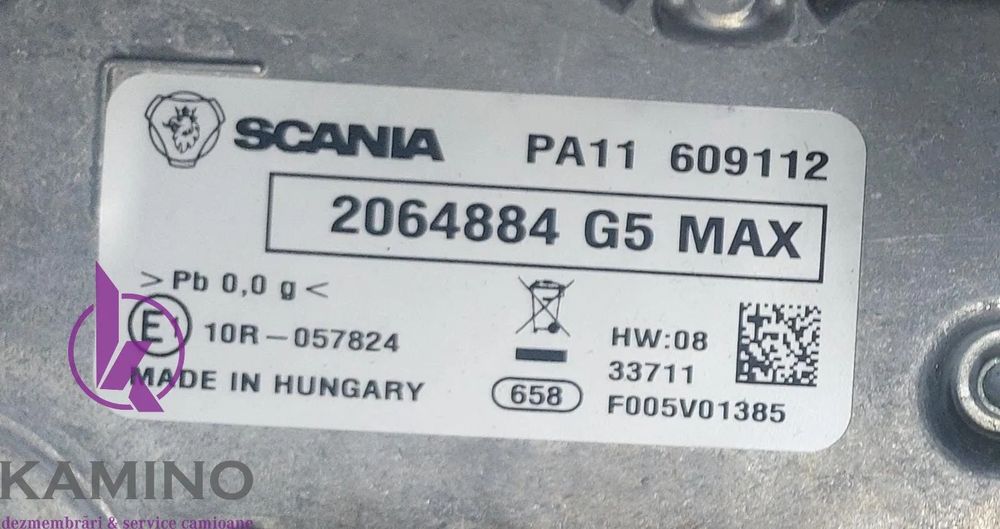 SCANIA PA11 609112
2064884 G5 MAX
>Pb 0,0 g<
E1 10R-057824
MADE IN HUNGARY
658
HW:08
33711
F005V01385
KAMINO
dezmembrări & service camioane